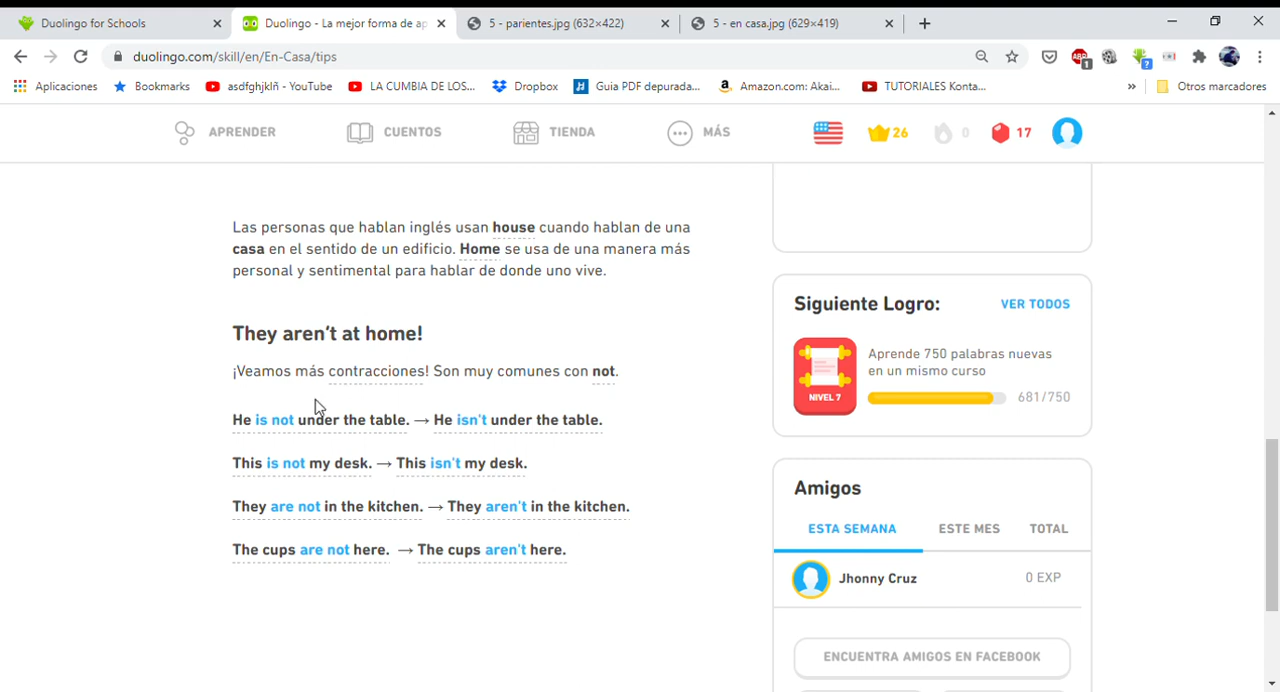 Duolingo for Schools
Duolingo - La mejor forma de ap
5 - parientes.jpg (632×422)
5 - en casa.jpg (629×419)
duolingo.com/skill/en/En-Casa/tips
ABP
1
?
Aplicaciones
Bookmarks
asdfghjklñ - YouTube
LA CUMBIA DE LOS...
Dropbox
Guia PDF depurada...
Amazon.com: Akai...
TUTORIALES Konta...
»
Otros marcadores
APRENDER
CUENTOS
TIENDA
MÁS
26
0
17
Las personas que hablan inglés usan house cuando hablan de una
casa en el sentido de un edificio. Home se usa de una manera más
personal y sentimental para hablar de donde uno vive.
They aren't at home!
¡Veamos más contracciones! Son muy comunes con not.
He is not under the table. → He isn't under the table.
This is not my desk. → This isn't my desk.
They are not in the kitchen. → They aren't in the kitchen.
The cups are not here. → The cups aren't here.
Siguiente Logro:
VER TODOS
NIVEL 7
Aprende 750 palabras nuevas
en un mismo curso
681/750
Amigos
ESTA SEMANA
ESTE MES
TOTAL
Jhonny Cruz
0 EXP
ENCUENTRA AMIGOS EN FACEBOOK